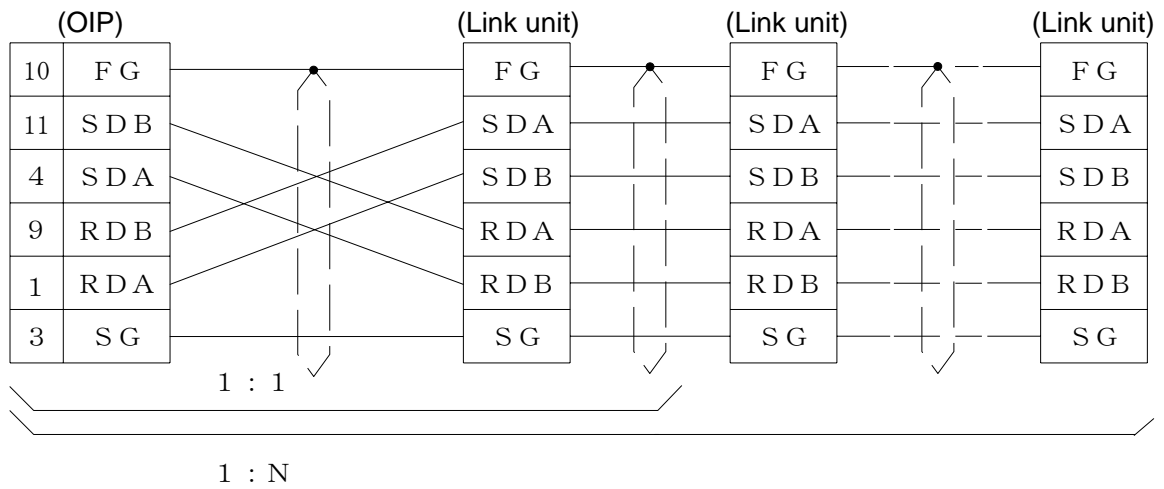 (OIP) (Link unit) (Link unit) (Link unit)
10 FG FG FG FG
11 SDB SDA SDA SDA
4 SDA SDB SDB SDB
9 RDB RDA RDA RDA
1 RDA RDB RDB RDB
3 SG SG SG SG
1 : 1
1 : N